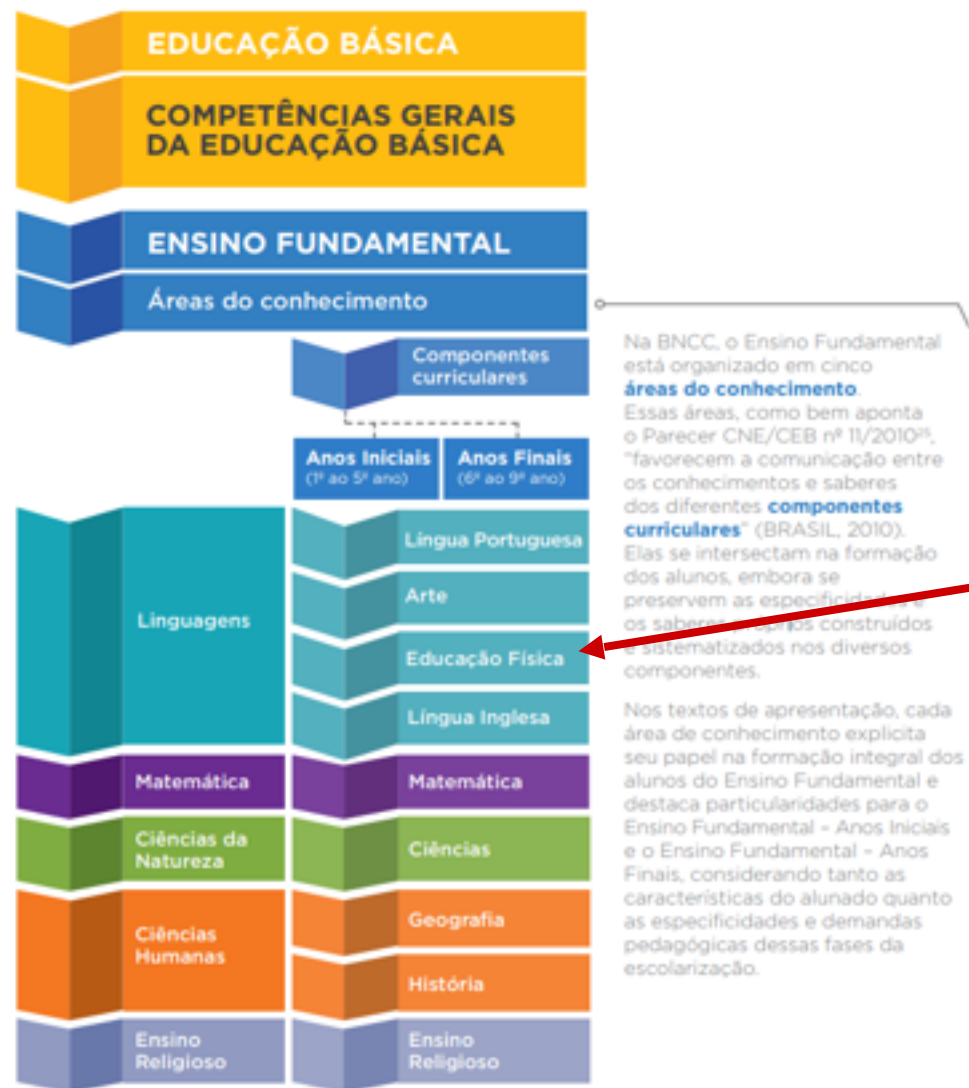 EDUCAÇÃO BÁSICA
COMPETÊNCIAS GERAIS
DA EDUCAÇÃO BÁSICA
ENSINO FUNDAMENTAL
Áreas do conhecimento
Componentes
curriculares
Anos Iniciais
(1º ao 5º ano)
Anos Finais
(6º ao 9º ano)
Linguagens
Língua Portuguesa
Arte
Educação Física
Língua Inglesa
Matemática
Matemática
Ciências da
Natureza
Ciências
Ciências
Humanas
Geografia
História
Ensino
Religioso
Ensino
Religioso
Na BNCC, o Ensino Fundamental
está organizado em cinco
áreas do conhecimento.
Essas áreas, como bem aponta
o Parecer CNE/CEB nº 11/2010²⁵,
"favorecem a comunicação entre
os conhecimentos e saberes
dos diferentes componentes
curriculares" (BRASIL, 2010).
Elas se intersectam na formação
dos alunos, embora se
preservem as especificidades e
os saberes próprios construídos
e sistematizados nos diversos
componentes.
Nos textos de apresentação, cada
área de conhecimento explicita
seu papel na formação integral dos
alunos do Ensino Fundamental e
destaca particularidades para o
Ensino Fundamental – Anos Iniciais
e o Ensino Fundamental – Anos
Finais, considerando tanto as
características do alunado quanto
as especificidades e demandas
pedagógicas dessas fases da
escolarização.